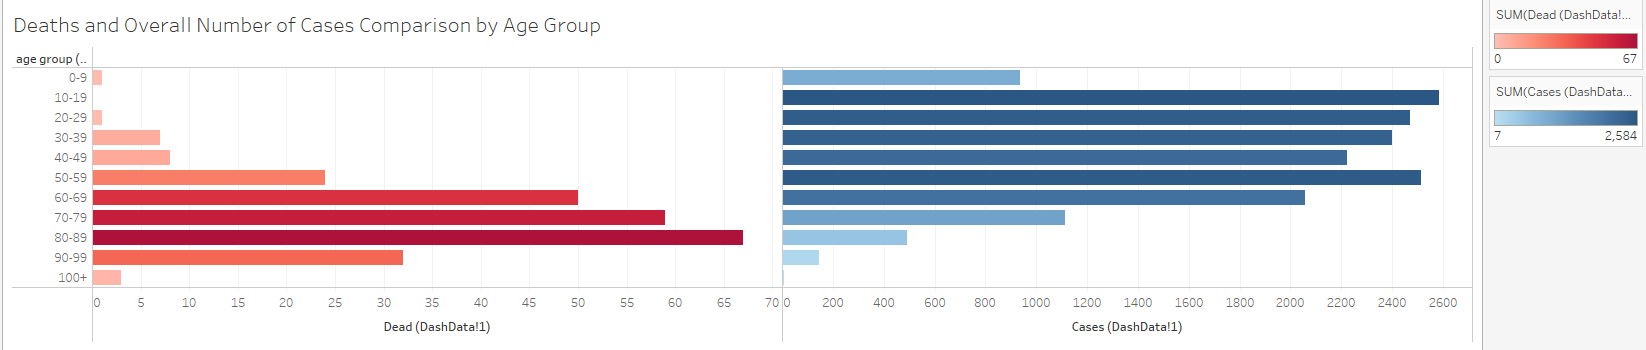 Deaths and Overall Number of Cases Comparison by Age Group
age group (..
0-9
10-19
20-29
30-39
40-49
50-59
60-69
70-79
80-89
90-99
100+
0 5 10 15 20 25 30 35 40 45 50 55 60 65 70
Dead (DashData!1)
0 200 400 600 800 1000 1200 1400 1600 1800 2000 2200 2400 2600
Cases (DashData!1)
SUM(Dead (DashData!...
0 67
SUM(Cases (DashData...
7 2,584